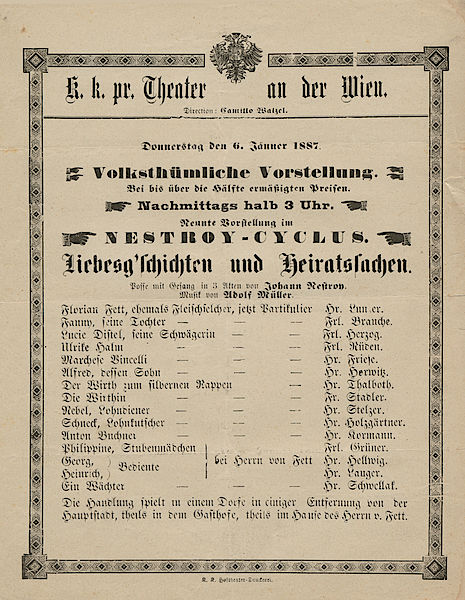 K. k. pr. Theater an der Wien.
Direction: Camillo Walzel.
Donnerstag den 6. Jänner 1887.
Volksthümliche Vorstellung.
Bei bis über die Hälfte ermäßigten Preisen.
Nachmittags halb 3 Uhr.
Neunte Vorstellung im
NESTROY-CYCLUS.
Liebesg'schichten und Heiratssachen.
Posse mit Gesang in 3 Akten von Johann Nestroy.
Musik von Adolf Müller.
Florian Fett, ehemals Fleischselcher, jetzt Partikulier Hr.
Fanny, seine Tochter — — — Frl. Brauche.
Lucie Distel, seine Schwägerin — — Frl. Herzog.
Ulrike Halm — — — Frl. Rüden.
Marchese Vincelli — — — Hr. Friese.
Alfred, dessen Sohn — — — Hr. Herwitz.
Der Wirth zum silbernen Rappen — — Hr. Thalboth.
Die Wirthin — — — Fr. Stadler.
Nebel, Lohndiener — — — Hr. Stelzer.
Schneck, Lohnkutscher — — — Hr. Holzgärtner.
Anton Buchner — — — Hr. Kormann.
Philippine, Stubenmädchen Frl. Grüner.
Georg, ) Bediente bei Herrn von Fett Hr. Hellwig.
Heinrich, ) Hr. Langer.
Ein Wächter — — — Hr. Schwellak.
Die Handlung spielt in einem Dorfe in einiger Entfernung von der
Hauptstadt, theils in dem Gasthofe, theils im Hause des Herrn v. Fett.
K. K. Hoftheater-Druckerei.